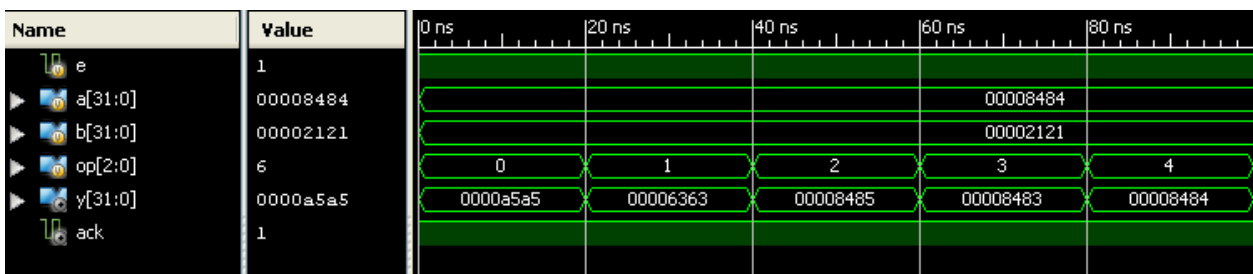 Name Value 0 ns 20 ns 40 ns 60 ns 80 ns
e 1
a[31:0] 00008484 00008484
b[31:0] 00002121 00002121
op[2:0] 6 0 1 2 3 4
y[31:0] 0000a5a5 0000a5a5 00006363 00008485 00008483 00008484
ack 1